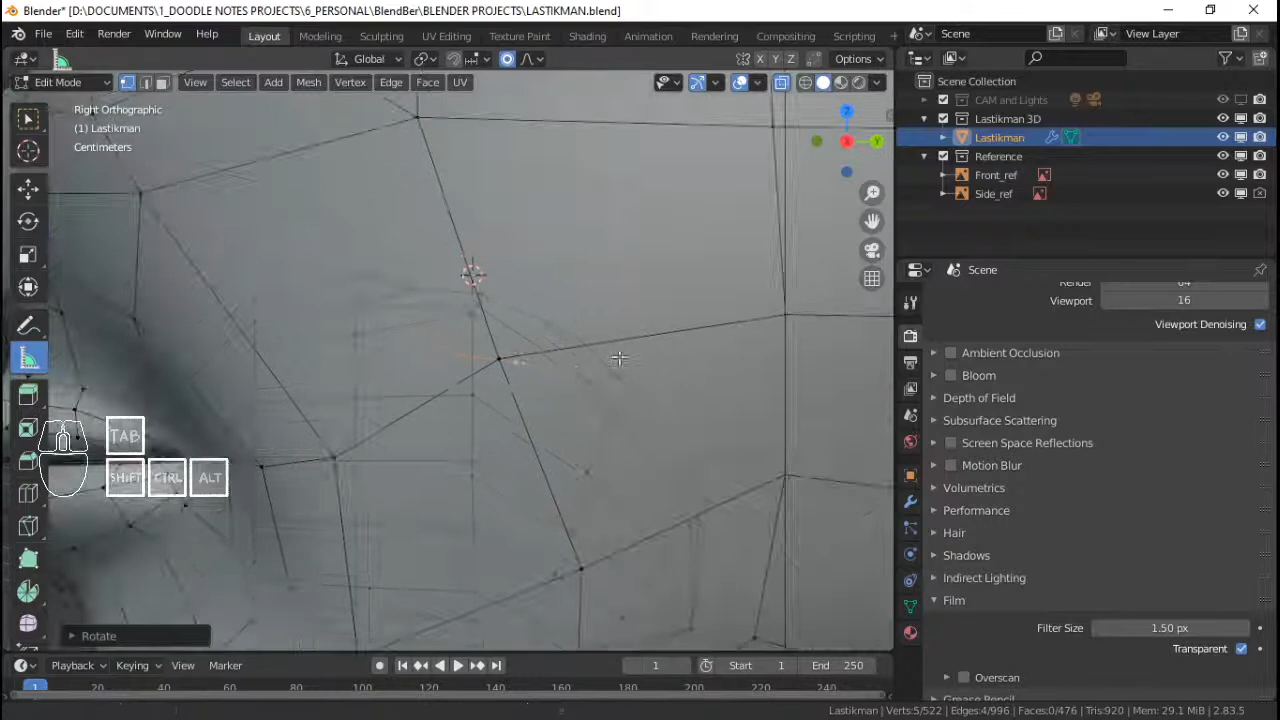 Blender* [D:\DOCUMENTS\1_DOODLE NOTES PROJECTS\6_PERSONAL\BlendBer\BLENDER PROJECTS\LASTIKMAN.blend]
File Edit Render Window Help Layout Modeling Sculpting UV Editing Texture Paint Shading Animation Rendering Compositing Scripting + Scene View Layer
Global Options X Y Z
Edit Mode View Select Add Mesh Vertex Edge Face UV
Right Orthographic
(1) Lastikman
Centimeters
Z
X
Y
Scene Collection
CAM and Lights
Lastikman 3D
Lastikman
Reference
Front_ref
Side_ref
Scene
Viewport 16
Viewport Denoising
Ambient Occlusion
Bloom
Depth of Field
Subsurface Scattering
Screen Space Reflections
Motion Blur
Volumetrics
Performance
Hair
Shadows
Indirect Lighting
Film
Filter Size 1.50 px
Transparent
Overscan
Grease Pencil
TAB
SHIFT CTRL ALT
Rotate
Playback Keying View Marker 1 Start 1 End 250
1 20 40 60 80 100 120 140 160 180 200 220 240
Lastikman | Verts:5/522 | Edges:4/996 | Faces:0/476 | Tris:920 | Mem: 29.1 MiB | 2.83.5